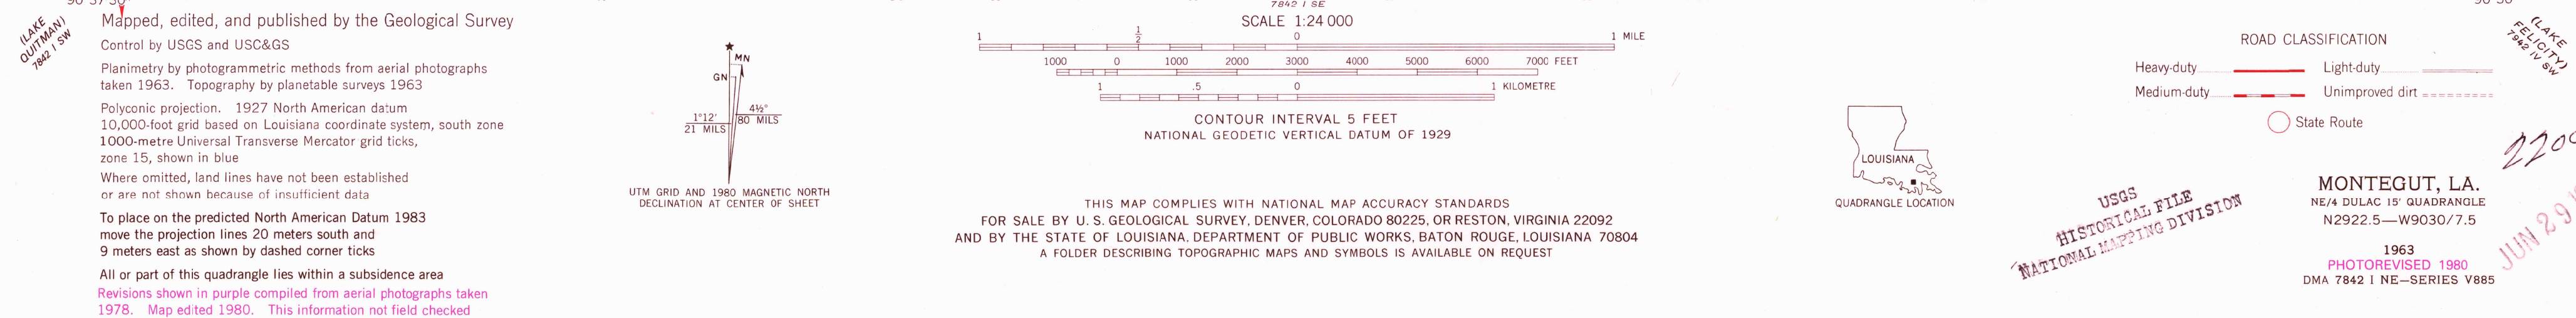 (LAKE
QUITMAN)
7842 I SW
Mapped, edited, and published by the Geological Survey
Control by USGS and USC&GS
Planimetry by photogrammetric methods from aerial photographs
taken 1963. Topography by planetable surveys 1963
Polyconic projection. 1927 North American datum
10,000-foot grid based on Louisiana coordinate system, south zone
1000-metre Universal Transverse Mercator grid ticks,
zone 15, shown in blue
Where omitted, land lines have not been established
or are not shown because of insufficient data
To place on the predicted North American Datum 1983
move the projection lines 20 meters south and
9 meters east as shown by dashed corner ticks
All or part of this quadrangle lies within a subsidence area
Revisions shown in purple compiled from aerial photographs taken
1978. Map edited 1980. This information not field checked
MN
GN
1°12'
21 MILS
4½°
80 MILS
UTM GRID AND 1980 MAGNETIC NORTH
DECLINATION AT CENTER OF SHEET
7842 I SE
SCALE 1:24 000
1 ½ 0 1 MILE
1000 0 1000 2000 3000 4000 5000 6000 7000 FEET
1 .5 0 1 KILOMETRE
CONTOUR INTERVAL 5 FEET
NATIONAL GEODETIC VERTICAL DATUM OF 1929
THIS MAP COMPLIES WITH NATIONAL MAP ACCURACY STANDARDS
FOR SALE BY U. S. GEOLOGICAL SURVEY, DENVER, COLORADO 80225, OR RESTON, VIRGINIA 22092
AND BY THE STATE OF LOUISIANA, DEPARTMENT OF PUBLIC WORKS, BATON ROUGE, LOUISIANA 70804
A FOLDER DESCRIBING TOPOGRAPHIC MAPS AND SYMBOLS IS AVAILABLE ON REQUEST
LOUISIANA
QUADRANGLE LOCATION
USGS
HISTORICAL FILE
NATIONAL MAPPING DIVISION
ROAD CLASSIFICATION
Heavy-duty Light-duty
Medium-duty Unimproved dirt
State Route
(LAKE
FELICITY)
7942 IV SW
MONTEGUT, LA.
NE/4 DULAC 15' QUADRANGLE
N2922.5—W9030/7.5
1963
PHOTOREVISED 1980
DMA 7842 I NE—SERIES V885
JUN 29